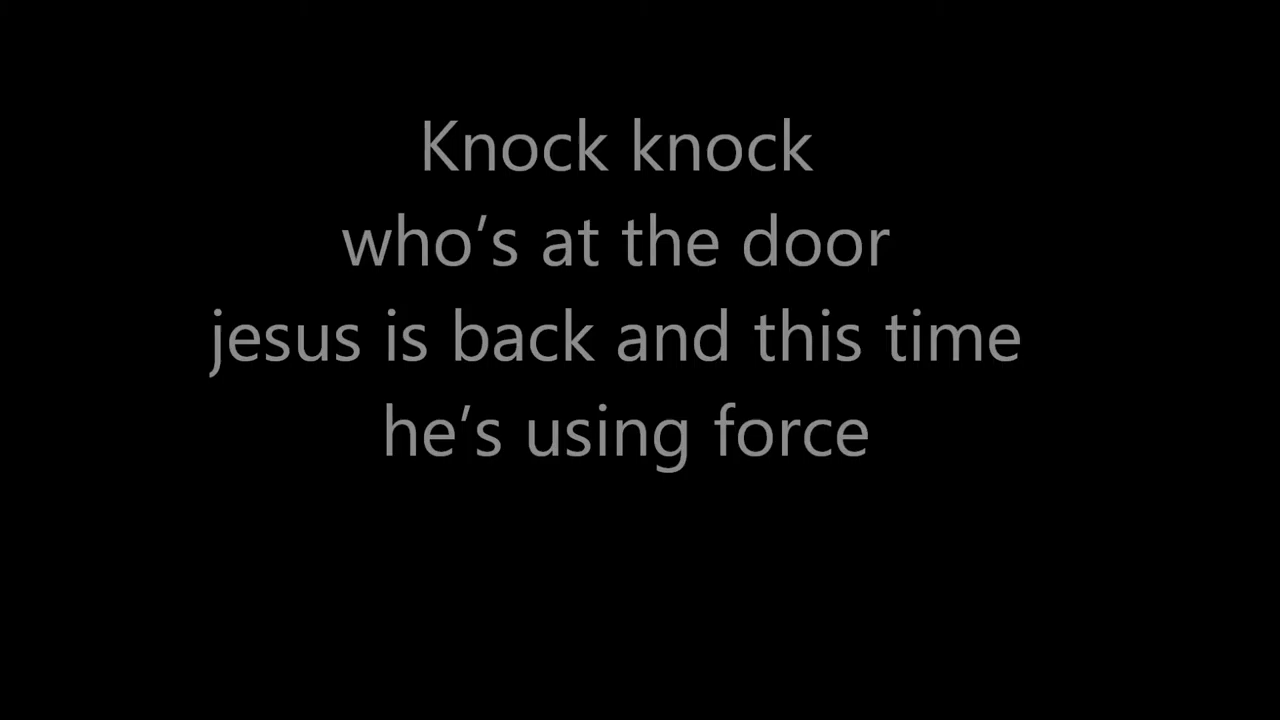 Knock knock
who’s at the door
jesus is back and this time
he’s using force